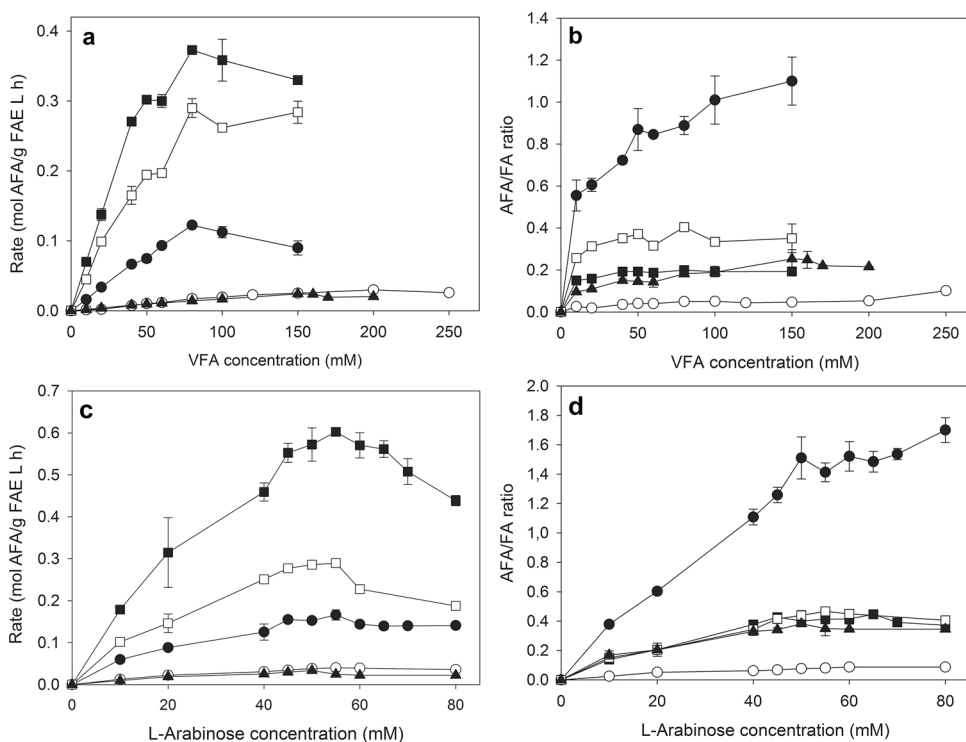 a
Rate (mol AFA/g FAE L h)
0.4
0.3
0.2
0.1
0.0
0 50 100 150 200 250
VFA concentration (mM)
b
AFA/FA ratio
1.4
1.2
1.0
0.8
0.6
0.4
0.2
0.0
0 50 100 150 200 250
VFA concentration (mM)
c
Rate (mol AFA/g FAE L h)
0.7
0.6
0.5
0.4
0.3
0.2
0.1
0.0
0 20 40 60 80
L-Arabinose concentration (mM)
d
AFA/FA ratio
2.0
1.8
1.6
1.4
1.2
1,0
0.8
0.6
0.4
0.2
0.0
0 20 40 60 80
L-Arabinose concentration (mM)